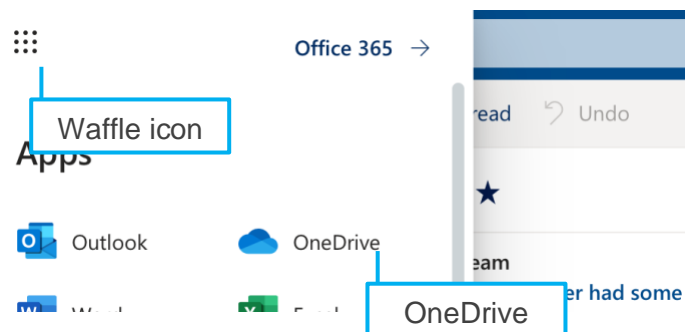 Office 365 →
Waffle icon
Apps
read Undo
Outlook OneDrive
eam
er had some
OneDrive